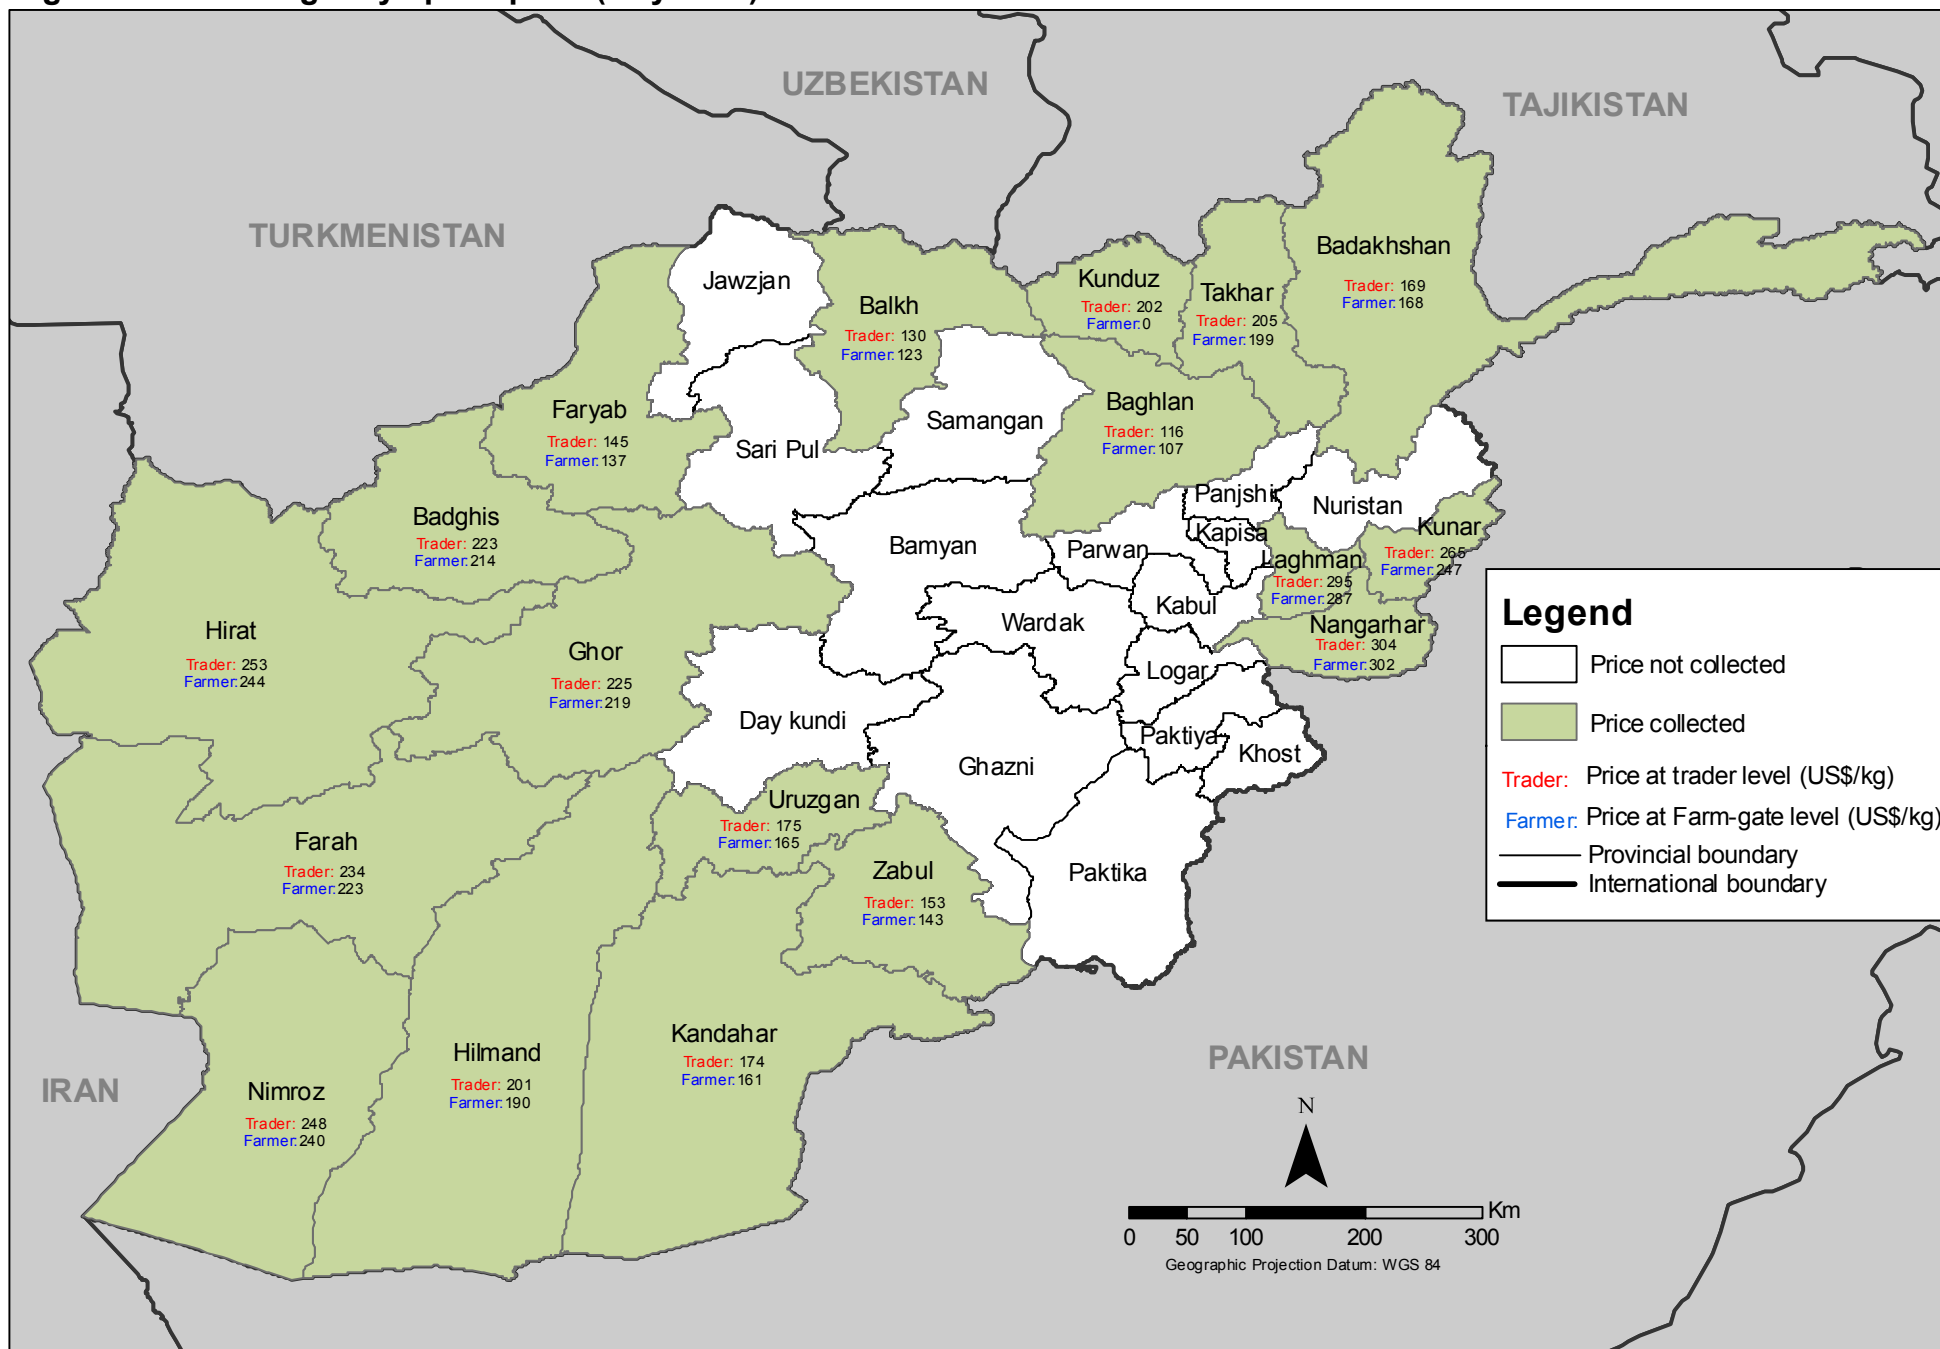 UZBEKISTAN
TAJIKISTAN
TURKMENISTAN
Badakhshan
Trader: 169
Farmer:168
Jawzjan
Kunduz
Trader: 202
Farmer:0
Takhar
Trader: 205
Farmer:199
Balkh
Trader: 130
Farmer:123
Faryab
Trader: 145
Farmer:137
Sari Pul
Samangan
Baghlan
Trader: 116
Farmer:107
Badghis
Trader: 223
Farmer:214
Panjshir
Nuristan
Kunar
Trader: 265
Farmer:247
Bamyan
Parwan
Kapisa
Laghman
Trader: 295
Farmer:287
Hirat
Trader: 253
Farmer:244
Ghor
Trader: 225
Farmer:219
Wardak
Kabul
Nangarhar
Trader: 304
Farmer:302
Logar
Day kundi
Paktiya
Khost
Ghazni
Uruzgan
Trader: 175
Farmer:165
Farah
Trader: 234
Farmer:223
Zabul
Trader: 153
Farmer:143
Paktika
Kandahar
Trader: 174
Farmer:161
Hilmand
Trader: 201
Farmer:190
Nimroz
Trader: 248
Farmer:240
IRAN
PAKISTAN
Legend
Price not collected
Price collected
Trader: Price at trader level (US$/kg)
Farmer: Price at Farm-gate level (US$/kg)
Provincial boundary
International boundary
N
Km
0 50 100 200 300
Geographic Projection Datum: WGS 84